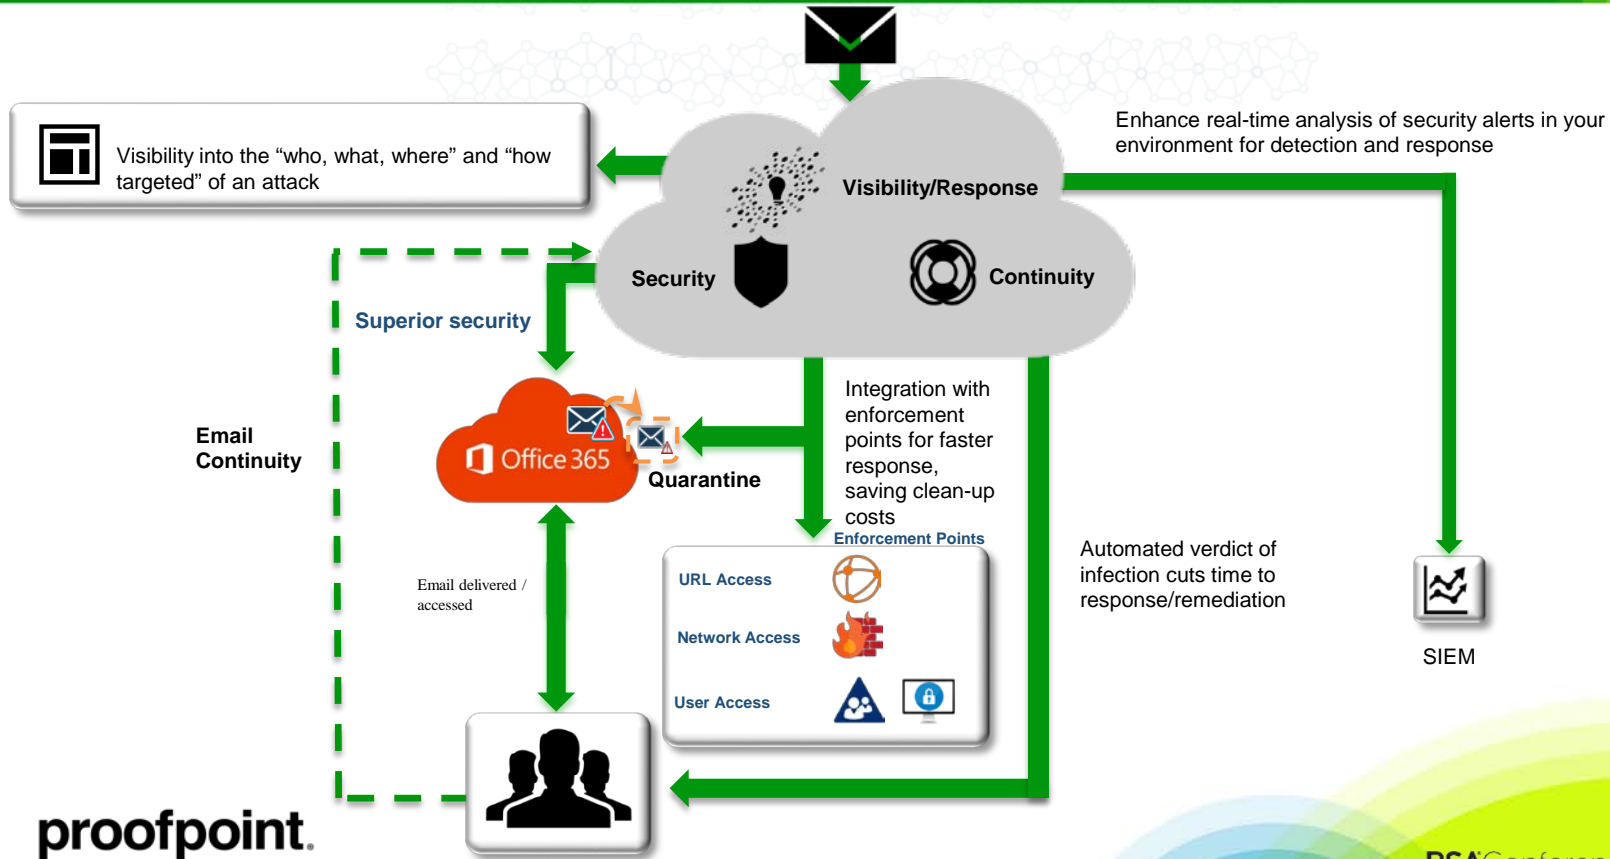 Enhance real-time analysis of security alerts in your
environment for detection and response
Visibility into the “who, what, where” and “how
targeted” of an attack
Visibility/Response
Security
Continuity
Superior security
Email
Continuity
Office 365
Quarantine
Integration with
enforcement
points for faster
response,
saving clean-up
costs
Enforcement Points
URL Access
Network Access
User Access
Email delivered /
accessed
Automated verdict of
infection cuts time to
response/remediation
SIEM
proofpoint.